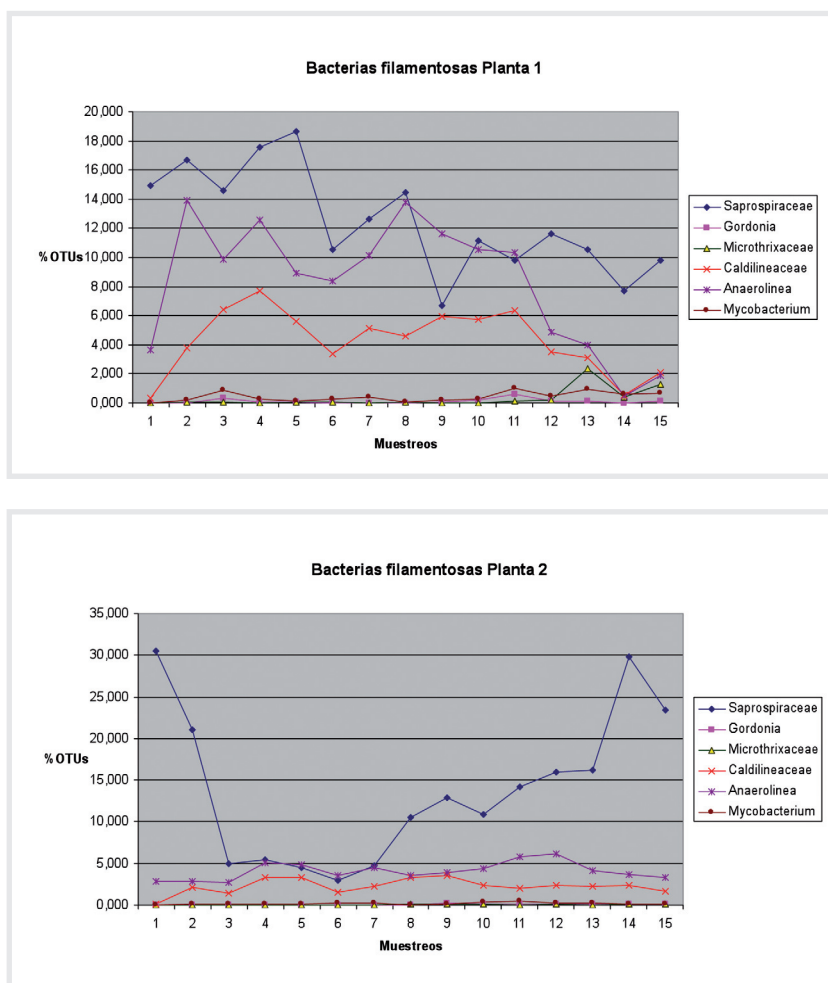 Bacterias filamentosas Planta 1
20,000
18,000
16,000
14,000
12,000
% OTUs 10,000
8,000
6,000
4,000
2,000
0,000
1 2 3 4 5 6 7 8 9 10 11 12 13 14 15
Muestreos
Saprospiraceae
Gordonia
Microthrixaceae
Caldilineaceae
Anaerolinea
Mycobacterium
Bacterias filamentosas Planta 2
35,000
30,000
25,000
20,000
% OTUs
15,000
10,000
5,000
0,000
1 2 3 4 5 6 7 8 9 10 11 12 13 14 15
Muestreos
Saprospiraceae
Gordonia
Microthrixaceae
Caldilineaceae
Anaerolinea
Mycobacterium